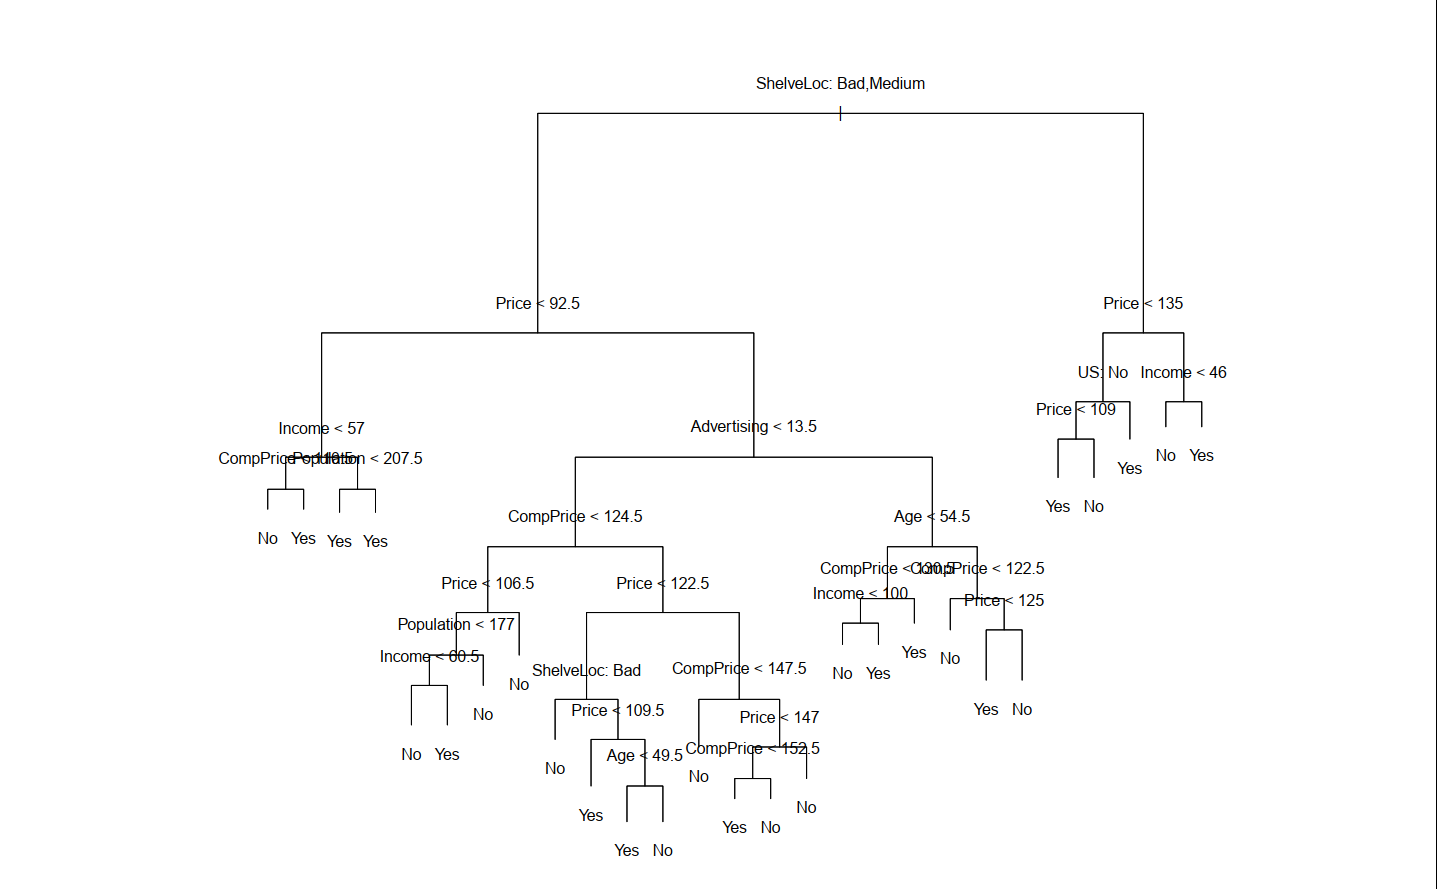 ShelveLoc: Bad,Medium
Price < 92.5
Price < 135
US: No
Income < 46
Price < 109
Advertising < 13.5
Income < 57
CompPrice
Population < 207.5
Yes
No
Yes
Yes
No
CompPrice < 124.5
Age < 54.5
No
Yes
Yes
Yes
CompPrice <
CompPrice < 122.5
Price < 106.5
Price < 122.5
Income < 100
Price < 125
Population < 177
Income < 60.5
ShelveLoc: Bad
CompPrice < 147.5
No
Yes
Yes
No
No
No
Price < 109.5
Price < 147
Yes
No
No
Yes
No
Age < 49.5
CompPrice < 152.5
No
No
Yes
Yes
No
No
Yes
No